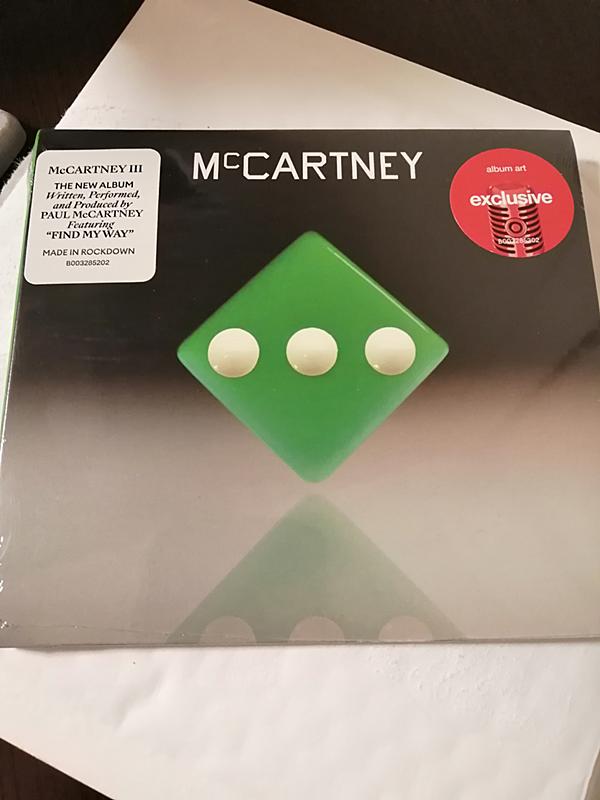 McCARTNEY
McCARTNEY III
THE NEW ALBUM
Written, Performed,
and Produced by
PAUL McCARTNEY
Featuring
"FIND MY WAY"
MADE IN ROCKDOWN
B003285202
album art
exclusive
B003285202